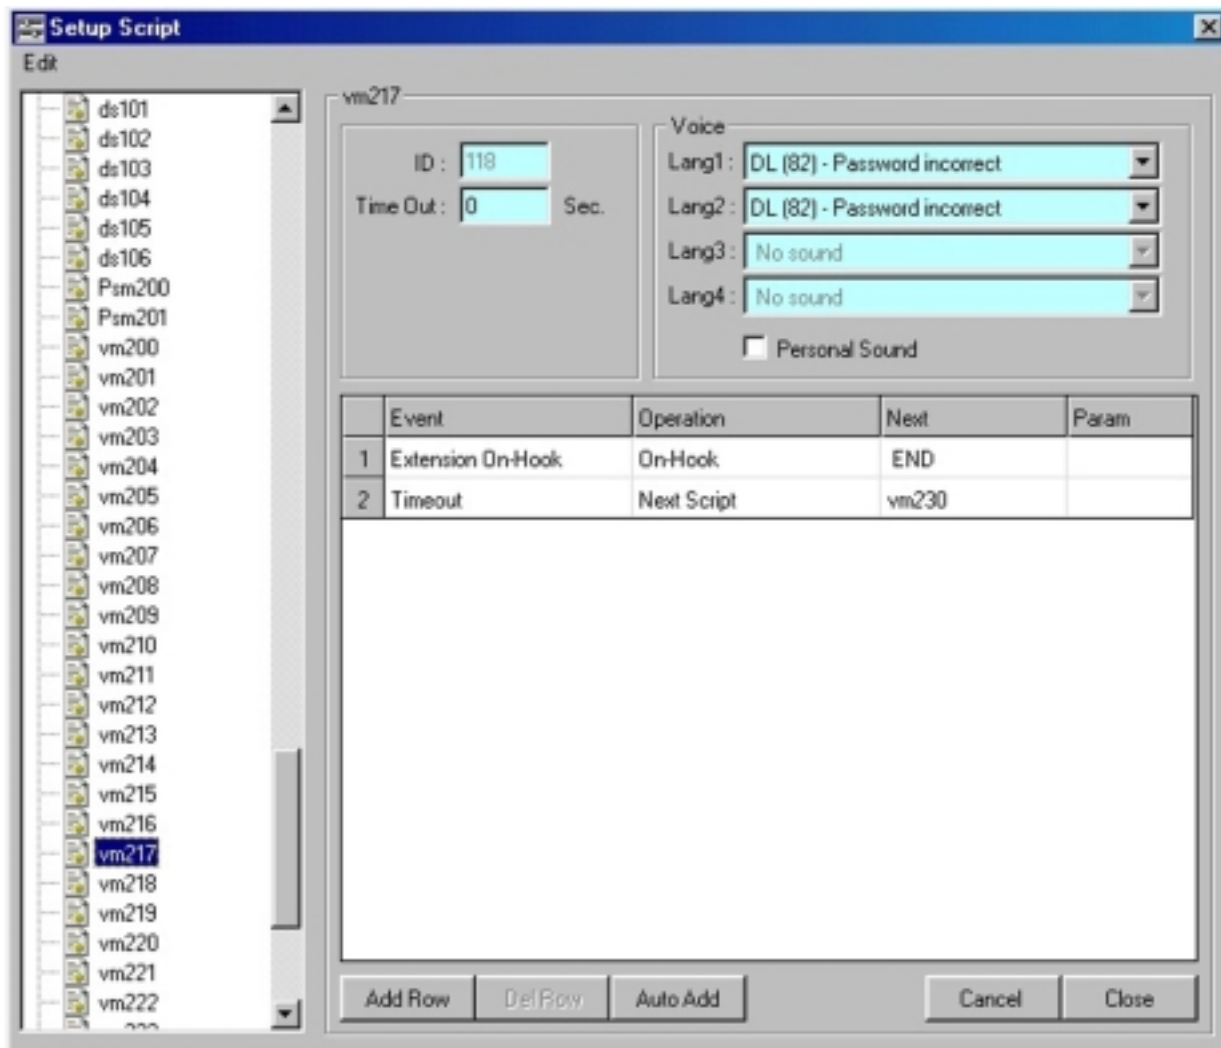 Setup Script
Edit
ds101
ds102
ds103
ds104
ds105
ds106
Psm200
Psm201
vm200
vm201
vm202
vm203
vm204
vm205
vm206
vm207
vm208
vm209
vm210
vm211
vm212
vm213
vm214
vm215
vm216
vm217
vm218
vm219
vm220
vm221
vm222
vm217
ID : 118
Time Out : 0 Sec.
Voice
Lang1 : DL (82) - Password incorrect
Lang2 : DL (82) - Password incorrect
Lang3 : No sound
Lang4 : No sound
Personal Sound
Event Operation Next Param
1 Extension On-Hook On-Hook END
2 Timeout Next Script vm230
Add Row Del Row Auto Add Cancel Close